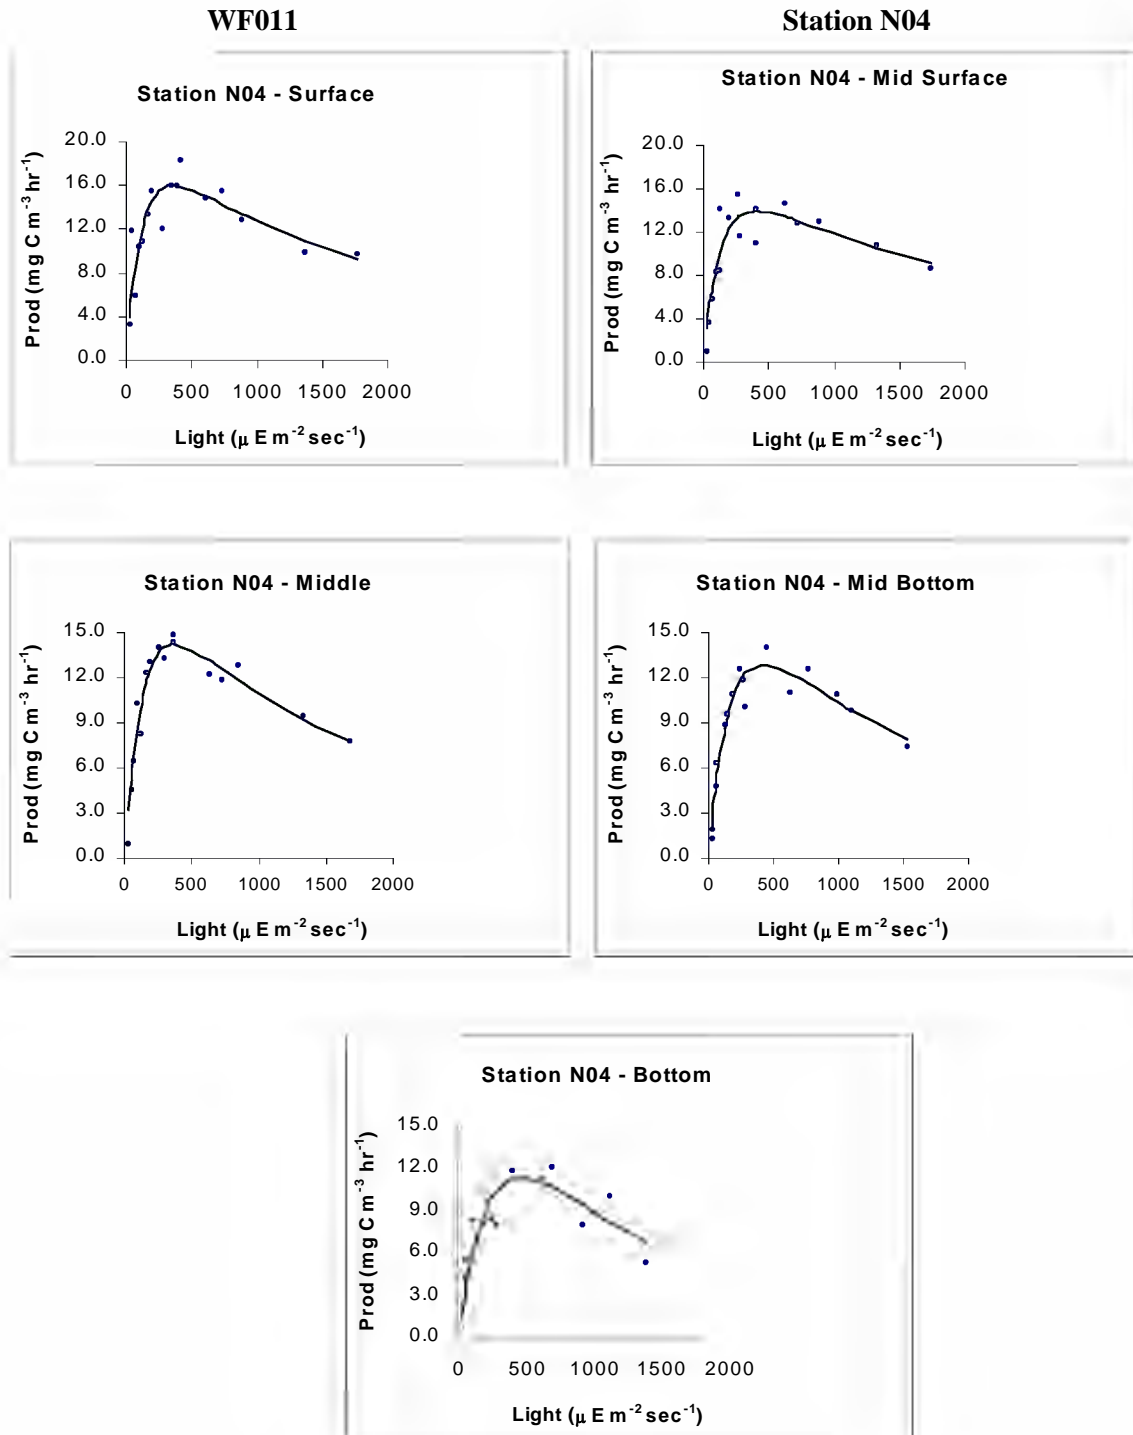 WF011 Station N04
Station N04 - Surface
Prod (mg C m-3 hr-1)
20.0
16.0
12.0
8.0
4.0
0.0
0 500 1000 1500 2000
Light (µ E m-2 sec-1)
Station N04 - Mid Surface
Prod (mg C m-3 hr-1)
20.0
16.0
12.0
8.0
4.0
0.0
0 500 1000 1500 2000
Light (µ E m-2 sec-1)
Station N04 - Middle
Prod (mg C m-3 hr-1)
15.0
12.0
9.0
6.0
3.0
0.0
0 500 1000 1500 2000
Light (µ E m-2 sec-1)
Station N04 - Mid Bottom
Prod (mg C m-3 hr-1)
15.0
12.0
9.0
6.0
3.0
0.0
0 500 1000 1500 2000
Light (µ E m-2 sec-1)
Station N04 - Bottom
Prod (mg C m-3 hr-1)
15.0
12.0
9.0
6.0
3.0
0.0
0 500 1000 1500 2000
Light (µ E m-2 sec-1)